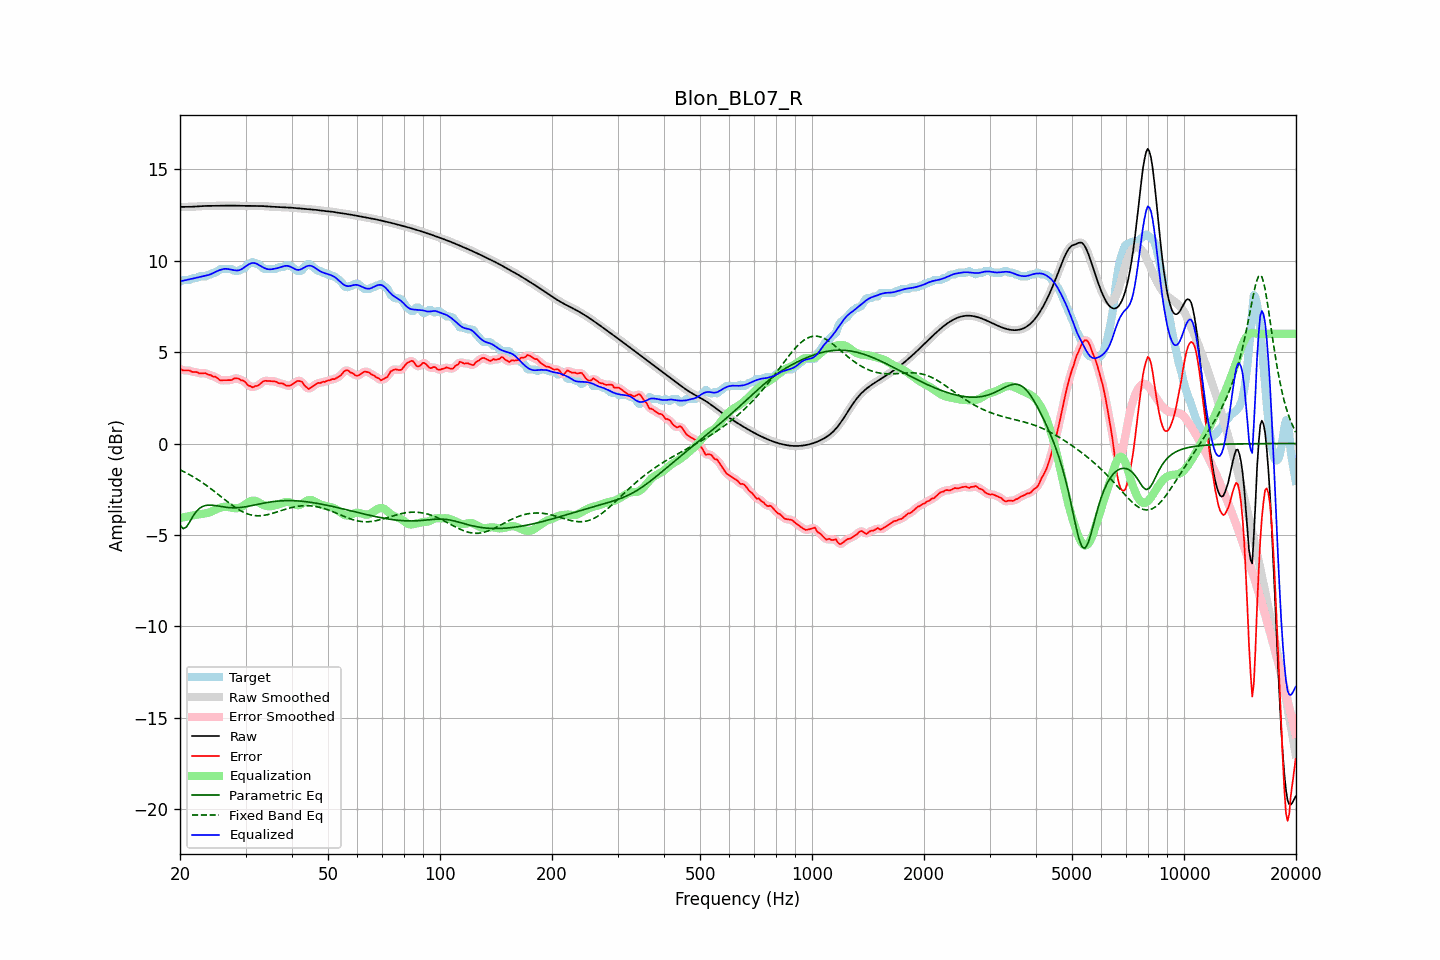 Blon_BL07_R
15
10
5
0
−5
−10
−15
−20
Amplitude (dBr)
Target
Raw Smoothed
Error Smoothed
Raw
Error
Equalization
Parametric Eq
Fixed Band Eq
Equalized
20 50 100 200 500 1000 2000 5000 10000 20000
Frequency (Hz)